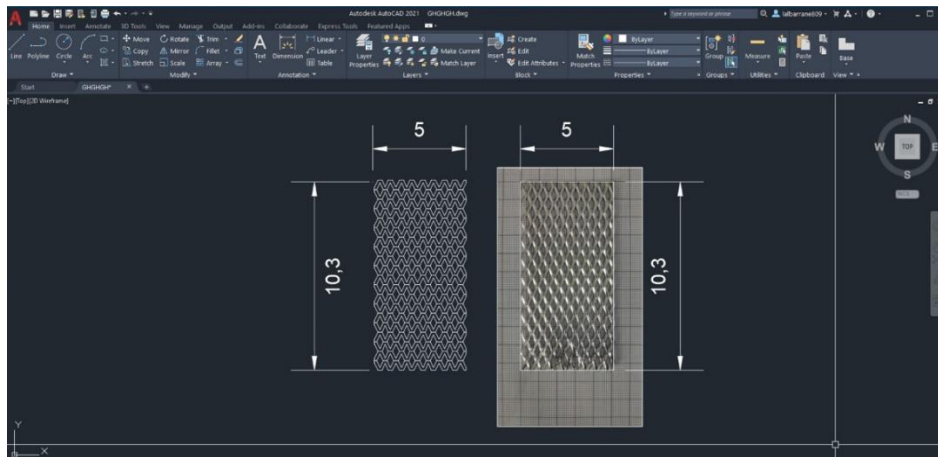 Autodesk AutoCAD 2021 GHGHGH.dwg
Type a keyword or phrase
lalbarrane809
Home Insert Annotate 3D Tools View Manage Output Add-ins Collaborate Express Tools Featured Apps
Line Polyline Circle Arc
Move Rotate Trim
Copy Mirror Fillet
Stretch Scale Array
Text Dimension
Linear
Leader
Table
Layer Properties
0
Make Current
Match Layer
Insert
Create
Edit
Edit Attributes
Match Properties
ByLayer
ByLayer
ByLayer
Group
Measure
Paste
Base
Draw Modify Annotation Layers Block Properties Groups Utilities Clipboard View
Start GHGHGH*
[-][Top][2D Wireframe]
N
W TOP E
S
5 5
10,3 10,3
Y
X